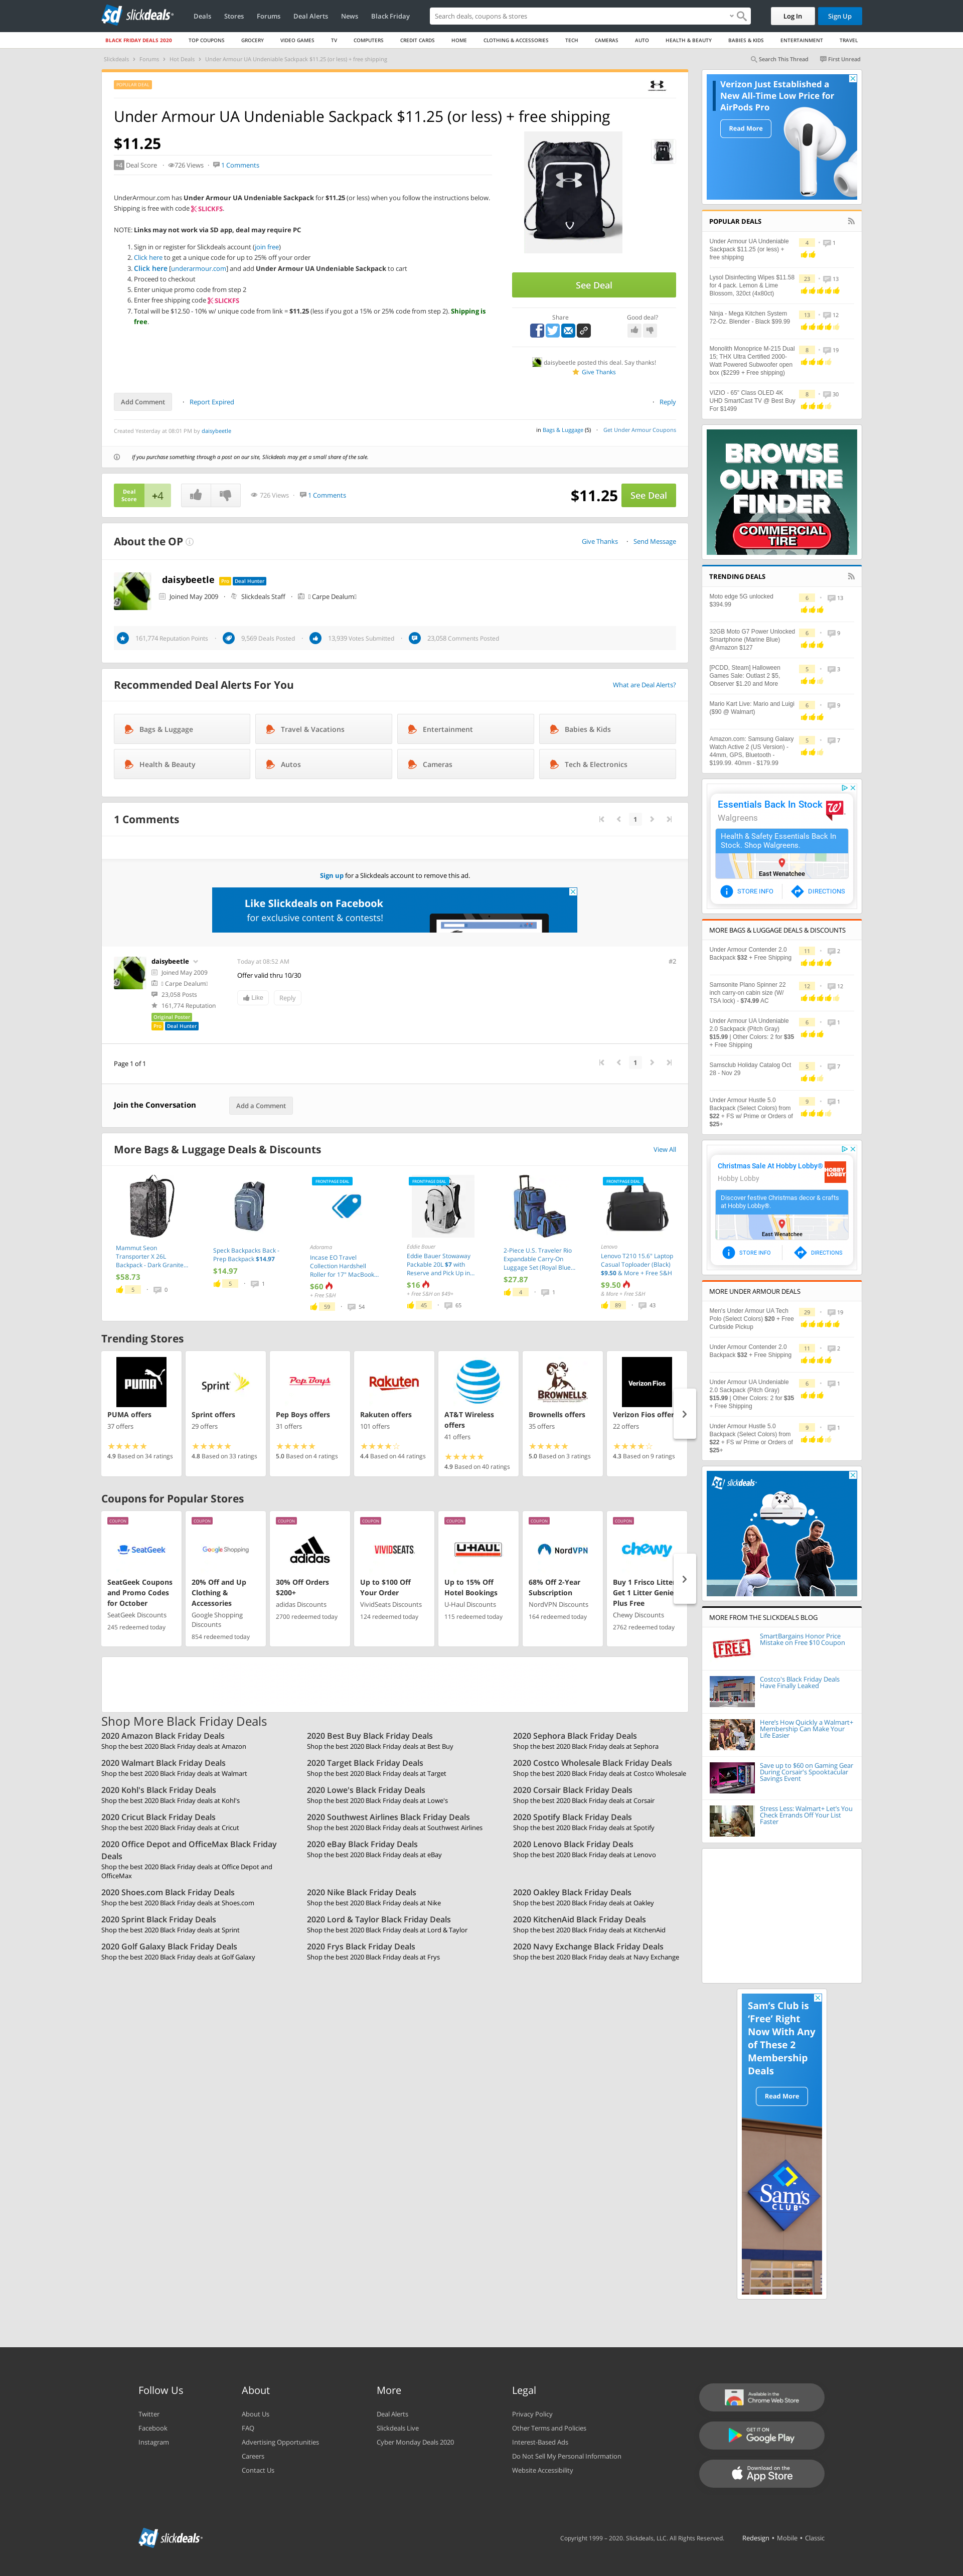 slickdeals
Deals Stores Forums Deal Alerts News Black Friday
Search deals, coupons & stores
Log In
Sign Up
BLACK FRIDAY DEALS 2020 TOP COUPONS GROCERY VIDEO GAMES TV COMPUTERS CREDIT CARDS HOME CLOTHING & ACCESSORIES TECH CAMERAS AUTO HEALTH & BEAUTY BABIES & KIDS ENTERTAINMENT TRAVEL
Slickdeals Forums Hot Deals Under Armour UA Undeniable Sackpack $11.25 (or less) + free shipping
Search This Thread First Unread
Under Armour UA Undeniable Sackpack $11.25 (or less) + free shipping
$11.25
+4 Deal Score 726 Views 1 Comments
UnderArmour.com has Under Armour UA Undeniable Sackpack for $11.25 (or less) when you follow the instructions below.
Shipping is free with code SLICKFS.
NOTE: Links may not work via SD app, deal may require PC
1. Sign in or register for Slickdeals account (join free)
2. Click here to get a unique code for up to 25% off your order
3. Click here [underarmour.com] and add Under Armour UA Undeniable Sackpack to cart
4. Proceed to checkout
5. Enter unique promo code from step 2
6. Enter free shipping code SLICKFS
7. Total will be $12.50 - 10% w/ unique code from link = $11.25 (less if you got a 15% or 25% code from step 2). Shipping is
free.
See Deal
Share Good deal?
daisybeetle posted this deal. Say thanks!
Give Thanks
Add Comment Report Expired Reply
Created Yesterday at 08:01 PM by daisybeetle
in Bags & Luggage (5) Get Under Armour Coupons
If you purchase something through a post on our site, Slickdeals may get a small share of the sale.
Deal Score +4 726 Views 1 Comments $11.25 See Deal
About the OP
Give Thanks Send Message
daisybeetle Pro Deal Hunter
Joined May 2009 Slickdeals Staff Carpe Dealum
161,774 Reputation Points 9,569 Deals Posted 13,939 Votes Submitted 23,058 Comments Posted
Recommended Deal Alerts For You
What are Deal Alerts?
Bags & Luggage Travel & Vacations Entertainment Babies & Kids
Health & Beauty Autos Cameras Tech & Electronics
1 Comments
1
Sign up for a Slickdeals account to remove this ad.
Like Slickdeals on Facebook
for exclusive content & contests!
daisybeetle
Joined May 2009
Carpe Dealum
23,058 Posts
161,774 Reputation
Original Poster
Pro Deal Hunter
Today at 08:52 AM
#2
Offer valid thru 10/30
Like Reply
Page 1 of 1
1
Join the Conversation
Add a Comment
More Bags & Luggage Deals & Discounts
View All
Mammut Seon
Transporter X 26L
Backpack - Dark Granite...
$58.73
5 0
Speck Backpacks Back -
Prep Backpack $14.97
$14.97
5 1
FRONTPAGE DEAL
Adorama
Incase EO Travel
Collection Hardshell
Roller for 17" MacBook...
$60
+ Free S&H
59 54
FRONTPAGE DEAL
Eddie Bauer
Eddie Bauer Stowaway
Packable 20L $7 with
Reserve and Pick Up in...
$16
+ Free S&H on $49+
45 65
2-Piece U.S. Traveler Rio
Expandable Carry-On
Luggage Set (Royal Blue...
$27.87
4 1
FRONTPAGE DEAL
Lenovo
Lenovo T210 15.6" Laptop
Casual Toploader (Black)
$9.50 & More + Free S&H
$9.50
& More + Free S&H
89 43
Trending Stores
PUMA
PUMA offers
37 offers
4.9 Based on 34 ratings
Sprint
Sprint offers
29 offers
4.8 Based on 33 ratings
Pep Boys
Pep Boys offers
31 offers
5.0 Based on 4 ratings
Rakuten
Rakuten offers
101 offers
4.4 Based on 44 ratings
AT&T Wireless
offers
41 offers
4.9 Based on 40 ratings
BROWNELLS
Brownells offers
35 offers
5.0 Based on 3 ratings
Verizon Fios
Verizon Fios offer
22 offers
4.3 Based on 9 ratings
Coupons for Popular Stores
COUPON
SeatGeek
SeatGeek Coupons
and Promo Codes
for October
SeatGeek Discounts
245 redeemed today
COUPON
Google Shopping
20% Off and Up
Clothing &
Accessories
Google Shopping
Discounts
854 redeemed today
COUPON
adidas
30% Off Orders
$200+
adidas Discounts
2700 redeemed today
COUPON
VIVID SEATS.
Up to $100 Off
Your Order
VividSeats Discounts
124 redeemed today
COUPON
U-HAUL
Up to 15% Off
Hotel Bookings
U-Haul Discounts
115 redeemed today
COUPON
NordVPN
68% Off 2-Year
Subscription
NordVPN Discounts
164 redeemed today
COUPON
chewy
Buy 1 Frisco Litter
Get 1 Litter Genie
Plus Free
Chewy Discounts
2762 redeemed today
Shop More Black Friday Deals
2020 Amazon Black Friday Deals
Shop the best 2020 Black Friday deals at Amazon
2020 Best Buy Black Friday Deals
Shop the best 2020 Black Friday deals at Best Buy
2020 Sephora Black Friday Deals
Shop the best 2020 Black Friday deals at Sephora
2020 Walmart Black Friday Deals
Shop the best 2020 Black Friday deals at Walmart
2020 Target Black Friday Deals
Shop the best 2020 Black Friday deals at Target
2020 Costco Wholesale Black Friday Deals
Shop the best 2020 Black Friday deals at Costco Wholesale
2020 Kohl's Black Friday Deals
Shop the best 2020 Black Friday deals at Kohl's
2020 Lowe's Black Friday Deals
Shop the best 2020 Black Friday deals at Lowe's
2020 Corsair Black Friday Deals
Shop the best 2020 Black Friday deals at Corsair
2020 Cricut Black Friday Deals
Shop the best 2020 Black Friday deals at Cricut
2020 Southwest Airlines Black Friday Deals
Shop the best 2020 Black Friday deals at Southwest Airlines
2020 Spotify Black Friday Deals
Shop the best 2020 Black Friday deals at Spotify
2020 Office Depot and OfficeMax Black Friday
Deals
Shop the best 2020 Black Friday deals at Office Depot and
OfficeMax
2020 eBay Black Friday Deals
Shop the best 2020 Black Friday deals at eBay
2020 Lenovo Black Friday Deals
Shop the best 2020 Black Friday deals at Lenovo
2020 Shoes.com Black Friday Deals
Shop the best 2020 Black Friday deals at Shoes.com
2020 Nike Black Friday Deals
Shop the best 2020 Black Friday deals at Nike
2020 Oakley Black Friday Deals
Shop the best 2020 Black Friday deals at Oakley
2020 Sprint Black Friday Deals
Shop the best 2020 Black Friday deals at Sprint
2020 Lord & Taylor Black Friday Deals
Shop the best 2020 Black Friday deals at Lord & Taylor
2020 KitchenAid Black Friday Deals
Shop the best 2020 Black Friday deals at KitchenAid
2020 Golf Galaxy Black Friday Deals
Shop the best 2020 Black Friday deals at Golf Galaxy
2020 Frys Black Friday Deals
Shop the best 2020 Black Friday deals at Frys
2020 Navy Exchange Black Friday Deals
Shop the best 2020 Black Friday deals at Navy Exchange
Verizon Just Established a
New All-Time Low Price for
AirPods Pro
Read More
POPULAR DEALS
Under Armour UA Undeniable
Sackpack $11.25 (or less) +
free shipping
4 1
Lysol Disinfecting Wipes $11.58
for 4 pack. Lemon & Lime
Blossom, 320ct (4x80ct)
23 13
Ninja - Mega Kitchen System
72-Oz. Blender - Black $99.99
13 12
Monolith Monoprice M-215 Dual
15; THX Ultra Certified 2000-
Watt Powered Subwoofer open
box ($2299 + Free shipping)
8 19
VIZIO - 65" Class OLED 4K
UHD SmartCast TV @ Best Buy
For $1499
8 30
BROWSE
OUR TIRE
FINDER
COMMERCIAL
TIRE
TRENDING DEALS
Moto edge 5G unlocked
$394.99
6 13
32GB Moto G7 Power Unlocked
Smartphone (Marine Blue)
@Amazon $127
6 9
[PCDD, Steam] Halloween
Games Sale: Outlast 2 $5,
Observer $1.20 and More
5 3
Mario Kart Live: Mario and Luigi
($90 @ Walmart)
6 9
Amazon.com: Samsung Galaxy
Watch Active 2 (US Version) -
44mm, GPS, Bluetooth -
$199.99. 40mm - $179.99
5 7
Essentials Back In Stock
Walgreens
Health & Safety Essentials Back In
Stock. Shop Walgreens.
East Wenatchee
STORE INFO DIRECTIONS
MORE BAGS & LUGGAGE DEALS & DISCOUNTS
Under Armour Contender 2.0
Backpack $32 + Free Shipping
11 2
Samsonite Plano Spinner 22
inch carry-on cabin size (W/
TSA lock) - $74.99 AC
12 12
Under Armour UA Undeniable
2.0 Sackpack (Pitch Gray)
$15.99 | Other Colors: 2 for $35
+ Free Shipping
6 1
Samsclub Holiday Catalog Oct
28 - Nov 29
5 7
Under Armour Hustle 5.0
Backpack (Select Colors) from
$22 + FS w/ Prime or Orders of
$25+
9 1
Christmas Sale At Hobby Lobby®
Hobby Lobby
Discover festive Christmas decor & crafts
at Hobby Lobby®.
East Wenatchee
STORE INFO DIRECTIONS
MORE UNDER ARMOUR DEALS
Men's Under Armour UA Tech
Polo (Select Colors) $20 + Free
Curbside Pickup
29 19
Under Armour Contender 2.0
Backpack $32 + Free Shipping
11 2
Under Armour UA Undeniable
2.0 Sackpack (Pitch Gray)
$15.99 | Other Colors: 2 for $35
+ Free Shipping
6 1
Under Armour Hustle 5.0
Backpack (Select Colors) from
$22 + FS w/ Prime or Orders of
$25+
9 1
slickdeals
MORE FROM THE SLICKDEALS BLOG
FREE
SmartBargains Honor Price
Mistake on Free $10 Coupon
Costco's Black Friday Deals
Have Finally Leaked
Here's How Quickly a Walmart+
Membership Can Make Your
Life Easier
Save up to $60 on Gaming Gear
During Corsair's Spooktacular
Savings Event
Stress Less: Walmart+ Let's You
Check Errands Off Your List
Faster
Sam's Club is
'Free' Right
Now With Any
of These 2
Membership
Deals
Read More
Sam's
CLUB
Follow Us
Twitter
Facebook
Instagram
About
About Us
FAQ
Advertising Opportunities
Careers
Contact Us
More
Deal Alerts
Slickdeals Live
Cyber Monday Deals 2020
Legal
Privacy Policy
Other Terms and Policies
Interest-Based Ads
Do Not Sell My Personal Information
Website Accessibility
Available in the
Chrome Web Store
GET IT ON
Google Play
Download on the
App Store
slickdeals
Copyright 1999 – 2020. Slickdeals, LLC. All Rights Reserved. Redesign • Mobile • Classic